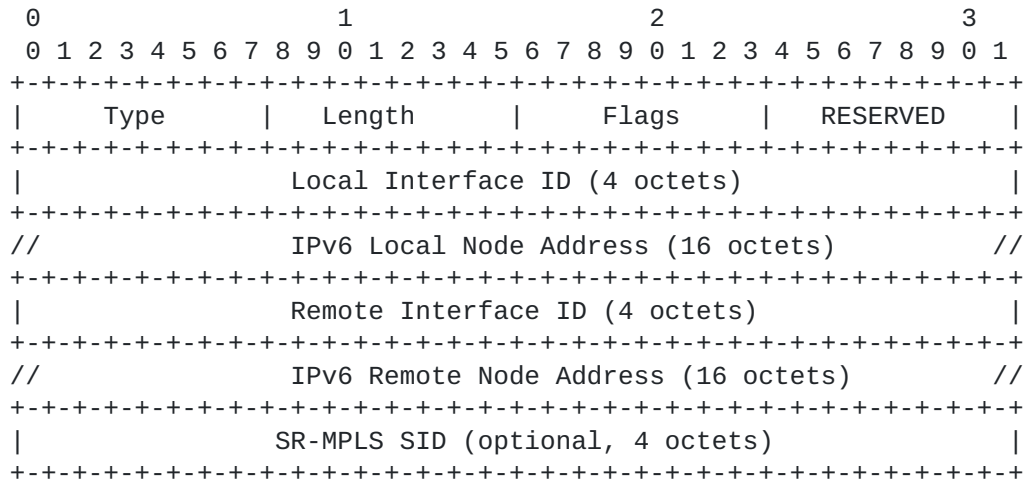 0                   1                   2                   3
 0 1 2 3 4 5 6 7 8 9 0 1 2 3 4 5 6 7 8 9 0 1 2 3 4 5 6 7 8 9 0 1
+-+-+-+-+-+-+-+-+-+-+-+-+-+-+-+-+-+-+-+-+-+-+-+-+-+-+-+-+-+-+-+-+
|     Type      |   Length      |     Flags     |   RESERVED    |
+-+-+-+-+-+-+-+-+-+-+-+-+-+-+-+-+-+-+-+-+-+-+-+-+-+-+-+-+-+-+-+-+
|                 Local Interface ID (4 octets)                 |
+-+-+-+-+-+-+-+-+-+-+-+-+-+-+-+-+-+-+-+-+-+-+-+-+-+-+-+-+-+-+-+-+
//                IPv6 Local Node Address (16 octets)          //
+-+-+-+-+-+-+-+-+-+-+-+-+-+-+-+-+-+-+-+-+-+-+-+-+-+-+-+-+-+-+-+-+
|                 Remote Interface ID (4 octets)                |
+-+-+-+-+-+-+-+-+-+-+-+-+-+-+-+-+-+-+-+-+-+-+-+-+-+-+-+-+-+-+-+-+
//                IPv6 Remote Node Address (16 octets)         //
+-+-+-+-+-+-+-+-+-+-+-+-+-+-+-+-+-+-+-+-+-+-+-+-+-+-+-+-+-+-+-+-+
|                SR-MPLS SID (optional, 4 octets)               |
+-+-+-+-+-+-+-+-+-+-+-+-+-+-+-+-+-+-+-+-+-+-+-+-+-+-+-+-+-+-+-+-+